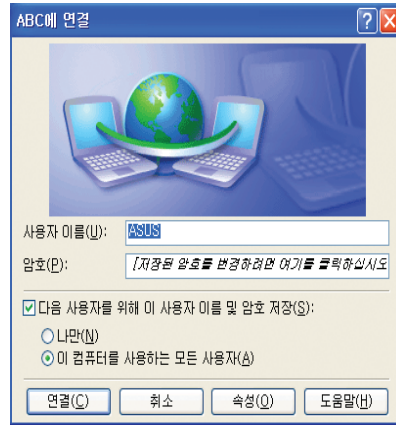 ABC에 연결
사용자 이름(U):
ASUS
암호(P):
[저장된 암호를 변경하려면 여기를 클릭하십시오
다음 사용자를 위해 이 사용자 이름 및 암호 저장(S):
나만(N)
이 컴퓨터를 사용하는 모든 사용자(A)
연결(C) 취소 속성(O) 도움말(H)